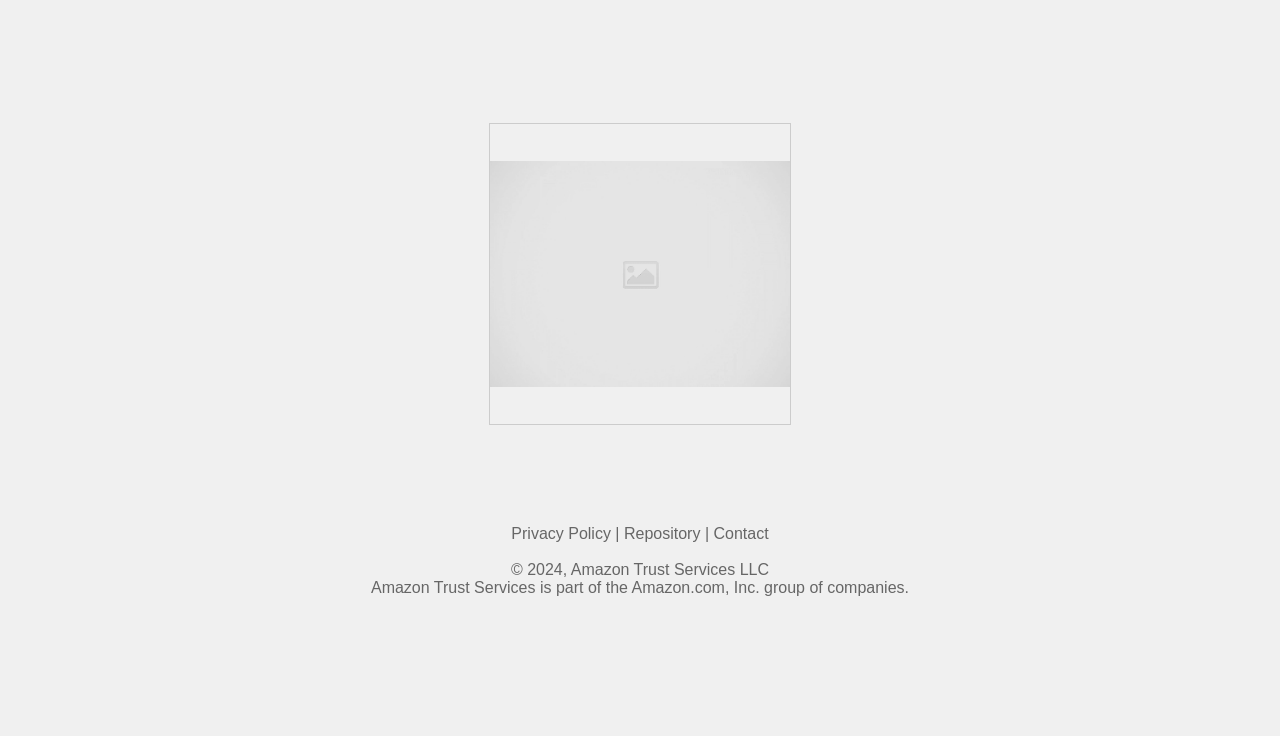 Privacy Policy | Repository | Contact
© 2024, Amazon Trust Services LLC
Amazon Trust Services is part of the Amazon.com, Inc. group of companies.